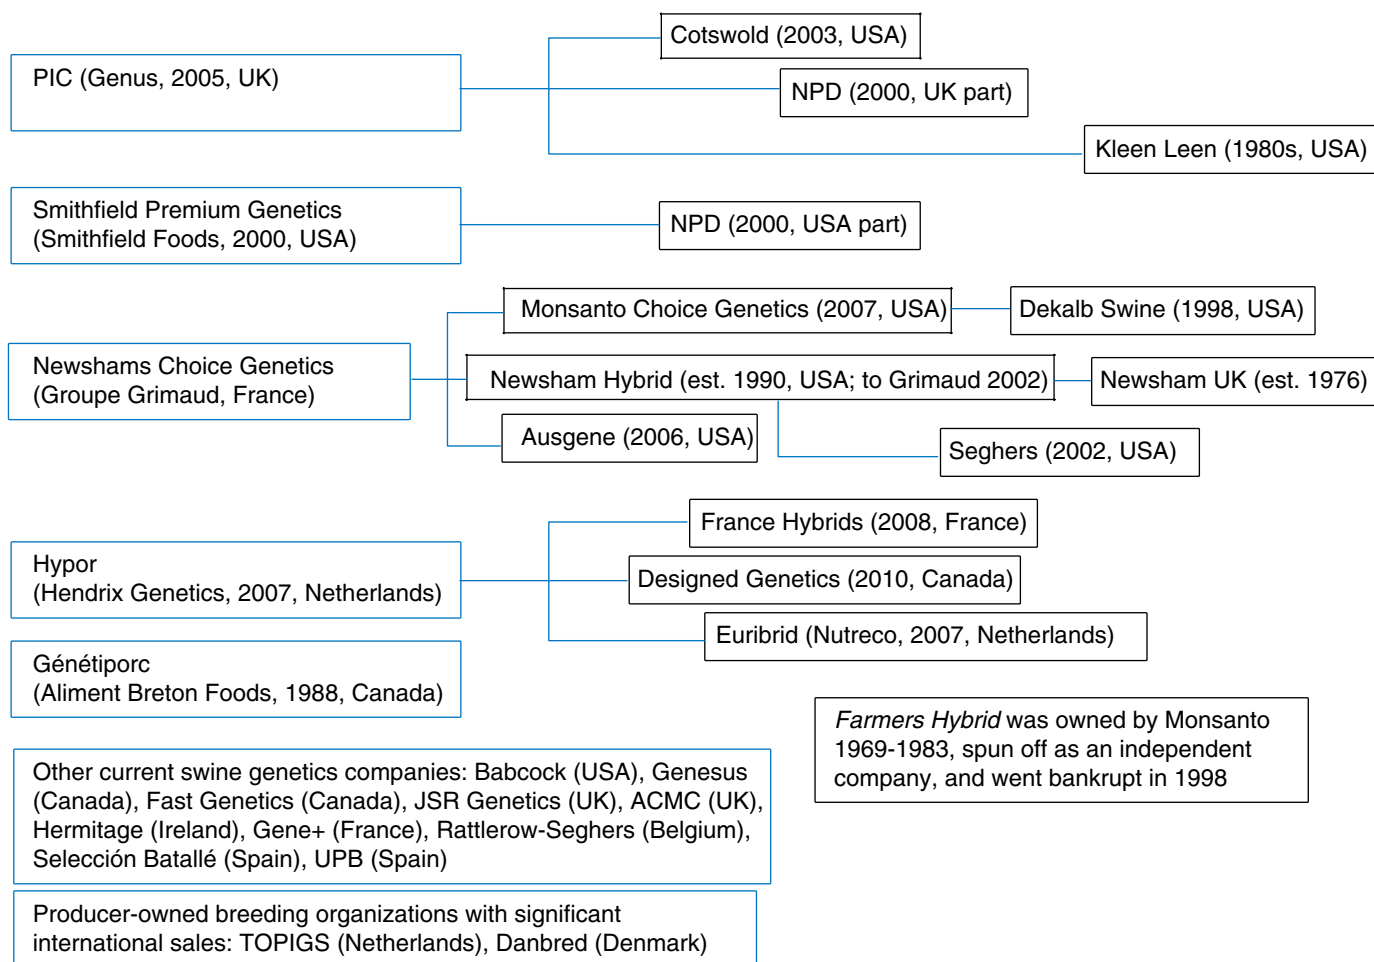 Cotswold (2003, USA)
PIC (Genus, 2005, UK)
NPD (2000, UK part)
Kleen Leen (1980s, USA)
Smithfield Premium Genetics
(Smithfield Foods, 2000, USA)
NPD (2000, USA part)
Monsanto Choice Genetics (2007, USA)
Dekalb Swine (1998, USA)
Newshams Choice Genetics
(Groupe Grimaud, France)
Newsham Hybrid (est. 1990, USA; to Grimaud 2002)
Newsham UK (est. 1976)
Ausgene (2006, USA)
Seghers (2002, USA)
France Hybrids (2008, France)
Hypor
(Hendrix Genetics, 2007, Netherlands)
Designed Genetics (2010, Canada)
Euribrid (Nutreco, 2007, Netherlands)
Génétiporc
(Aliment Breton Foods, 1988, Canada)
Farmers Hybrid was owned by Monsanto
1969-1983, spun off as an independent
company, and went bankrupt in 1998
Other current swine genetics companies: Babcock (USA), Genesus
(Canada), Fast Genetics (Canada), JSR Genetics (UK), ACMC (UK),
Hermitage (Ireland), Gene+ (France), Rattlerow-Seghers (Belgium),
Selección Batallé (Spain), UPB (Spain)
Producer-owned breeding organizations with significant
international sales: TOPIGS (Netherlands), Danbred (Denmark)